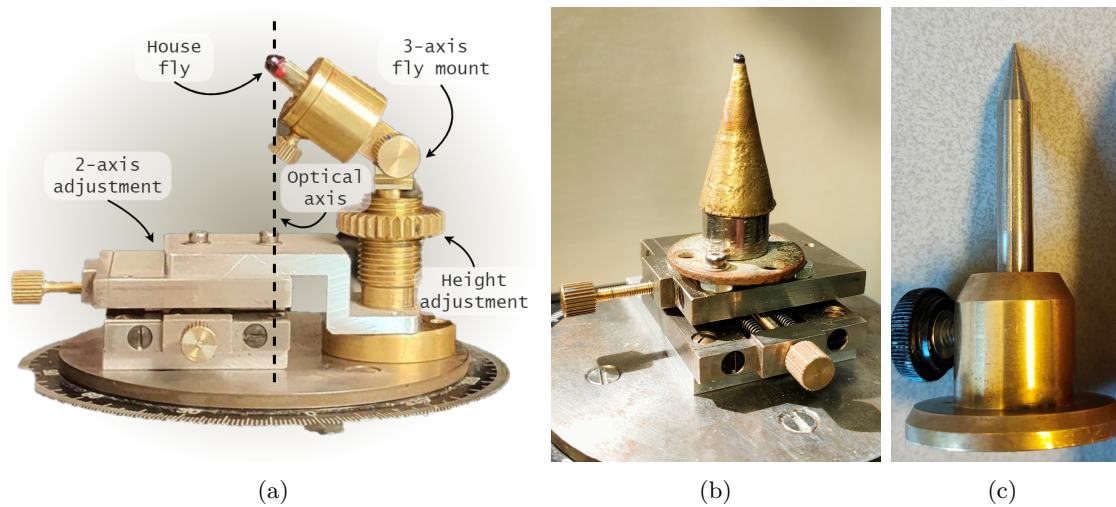 House
fly
3-axis
fly mount
2-axis
adjustment
Optical
axis
Height
adjustment
(a)
(b)
(c)